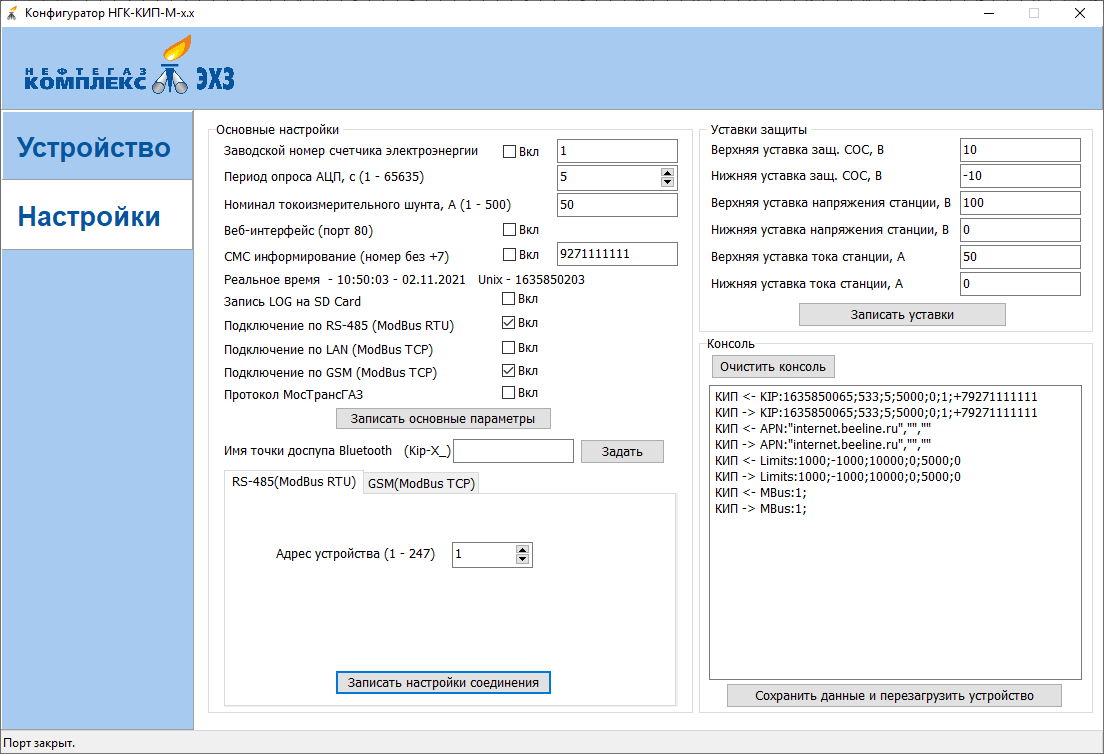 Конфигуратор НГК-КИП-М-x.x
НЕФТЕГАЗ
КОМПЛЕКС ЭХЗ
Устройство
Настройки
Основные настройки
Заводской номер счетчика электроэнергии Вкл 1
Период опроса АЦП, с (1 - 65635) 5
Номинал токоизмерительного шунта, А (1 - 500) 50
Веб-интерфейс (порт 80) Вкл
СМС информирование (номер без +7) Вкл 9271111111
Реальное время - 10:50:03 - 02.11.2021 Unix - 1635850203
Запись LOG на SD Card Вкл
Подключение по RS-485 (ModBus RTU) Вкл
Подключение по LAN (ModBus TCP) Вкл
Подключение по GSM (ModBus TCP) Вкл
Протокол МосТрансГАЗ Вкл
Записать основные параметры
Имя точки доспупа Bluetooth (Kip-X_) Задать
RS-485(ModBus RTU) GSM(ModBus TCP)
Адрес устройства (1 - 247) 1
Записать настройки соединения
Уставки защиты
Верхняя уставка защ. СОС, В 10
Нижняя уставка защ. СОС, В -10
Верхняя уставка напряжения станции, В 100
Нижняя уставка напряжения станции, В 0
Верхняя уставка тока станции, А 50
Нижняя уставка тока станции, А 0
Записать уставки
Консоль
Очистить консоль
КИП <- KIP:1635850065;533;5;5000;0;1;+79271111111
КИП -> KIP:1635850065;533;5;5000;0;1;+79271111111
КИП <- APN:"internet.beeline.ru","",""
КИП -> APN:"internet.beeline.ru","",""
КИП <- Limits:1000;-1000;10000;0;5000;0
КИП -> Limits:1000;-1000;10000;0;5000;0
КИП <- MBus:1;
КИП -> MBus:1;
Сохранить данные и перезагрузить устройство
Порт закрыт.